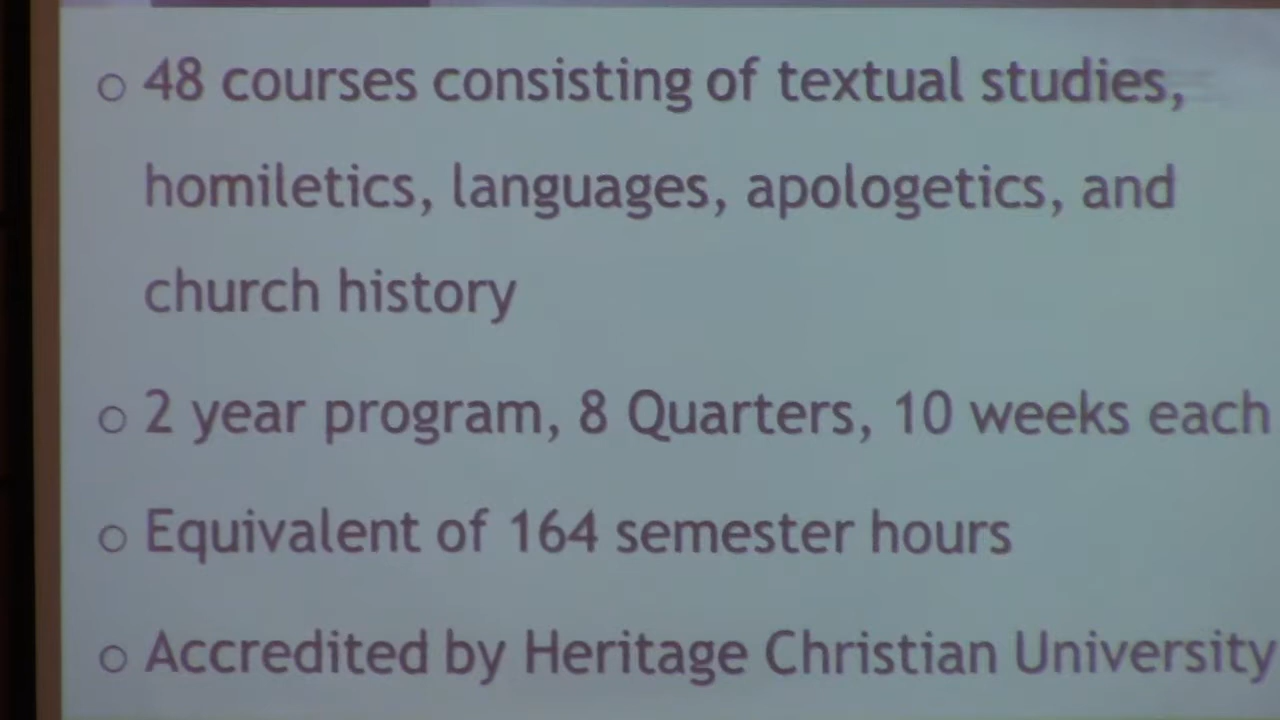 ○ 48 courses consisting of textual studies,
homiletics, languages, apologetics, and
church history
○ 2 year program, 8 Quarters, 10 weeks each
○ Equivalent of 164 semester hours
○ Accredited by Heritage Christian University